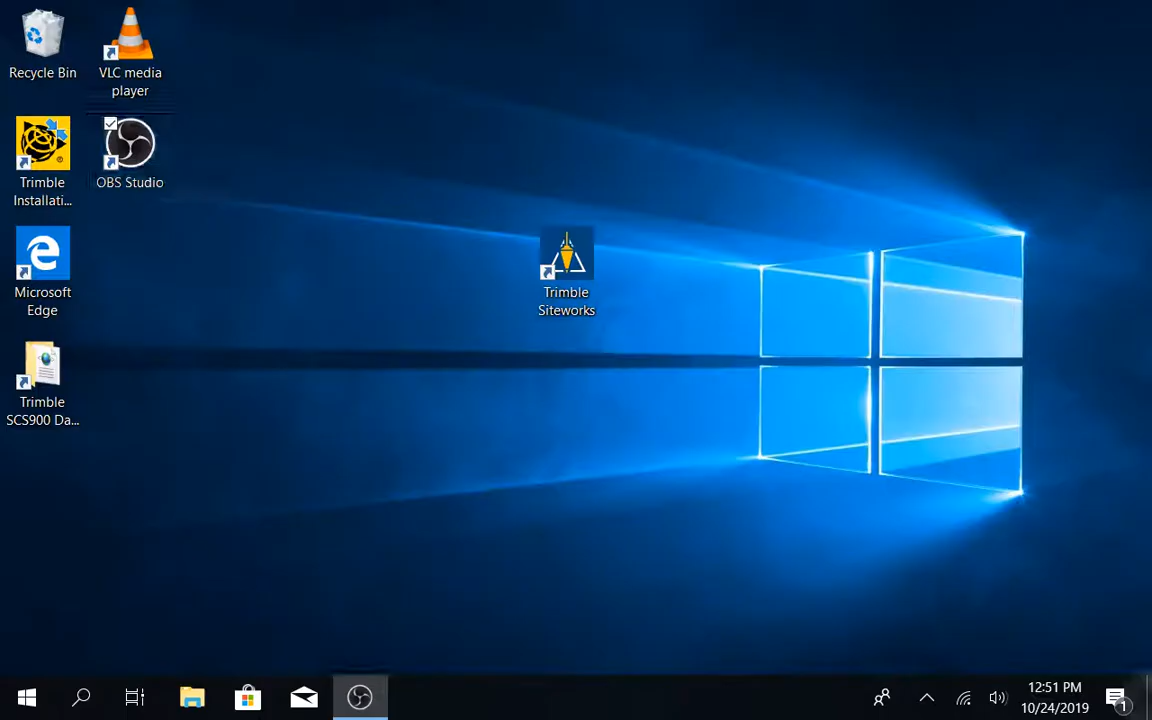 Recycle Bin
VLC media
player
Trimble
Installati...
OBS Studio
Microsoft
Edge
Trimble
SCS900 Da...
Trimble
Siteworks
12:51 PM
10/24/2019
1